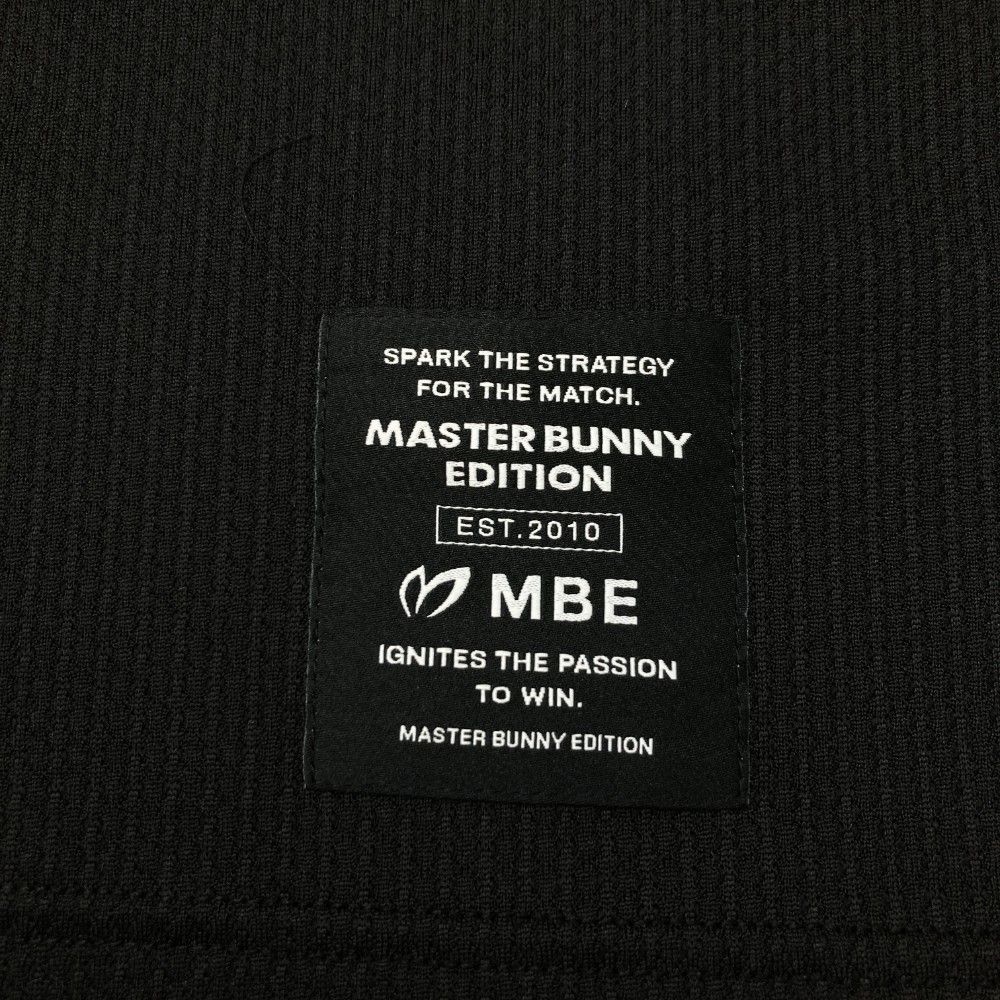 SPARK THE STRATEGY
FOR THE MATCH.
MASTER BUNNY
EDITION
EST.2010
MBE
IGNITES THE PASSION
TO WIN.
MASTER BUNNY EDITION